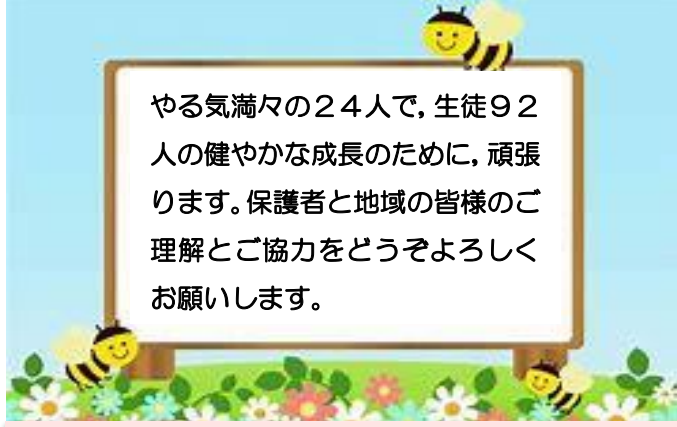 やる気満々の２４人で，生徒９２
人の健やかな成長のために，頑張
ります。保護者と地域の皆様のご
理解とご協力をどうぞよろしく
お願いします。